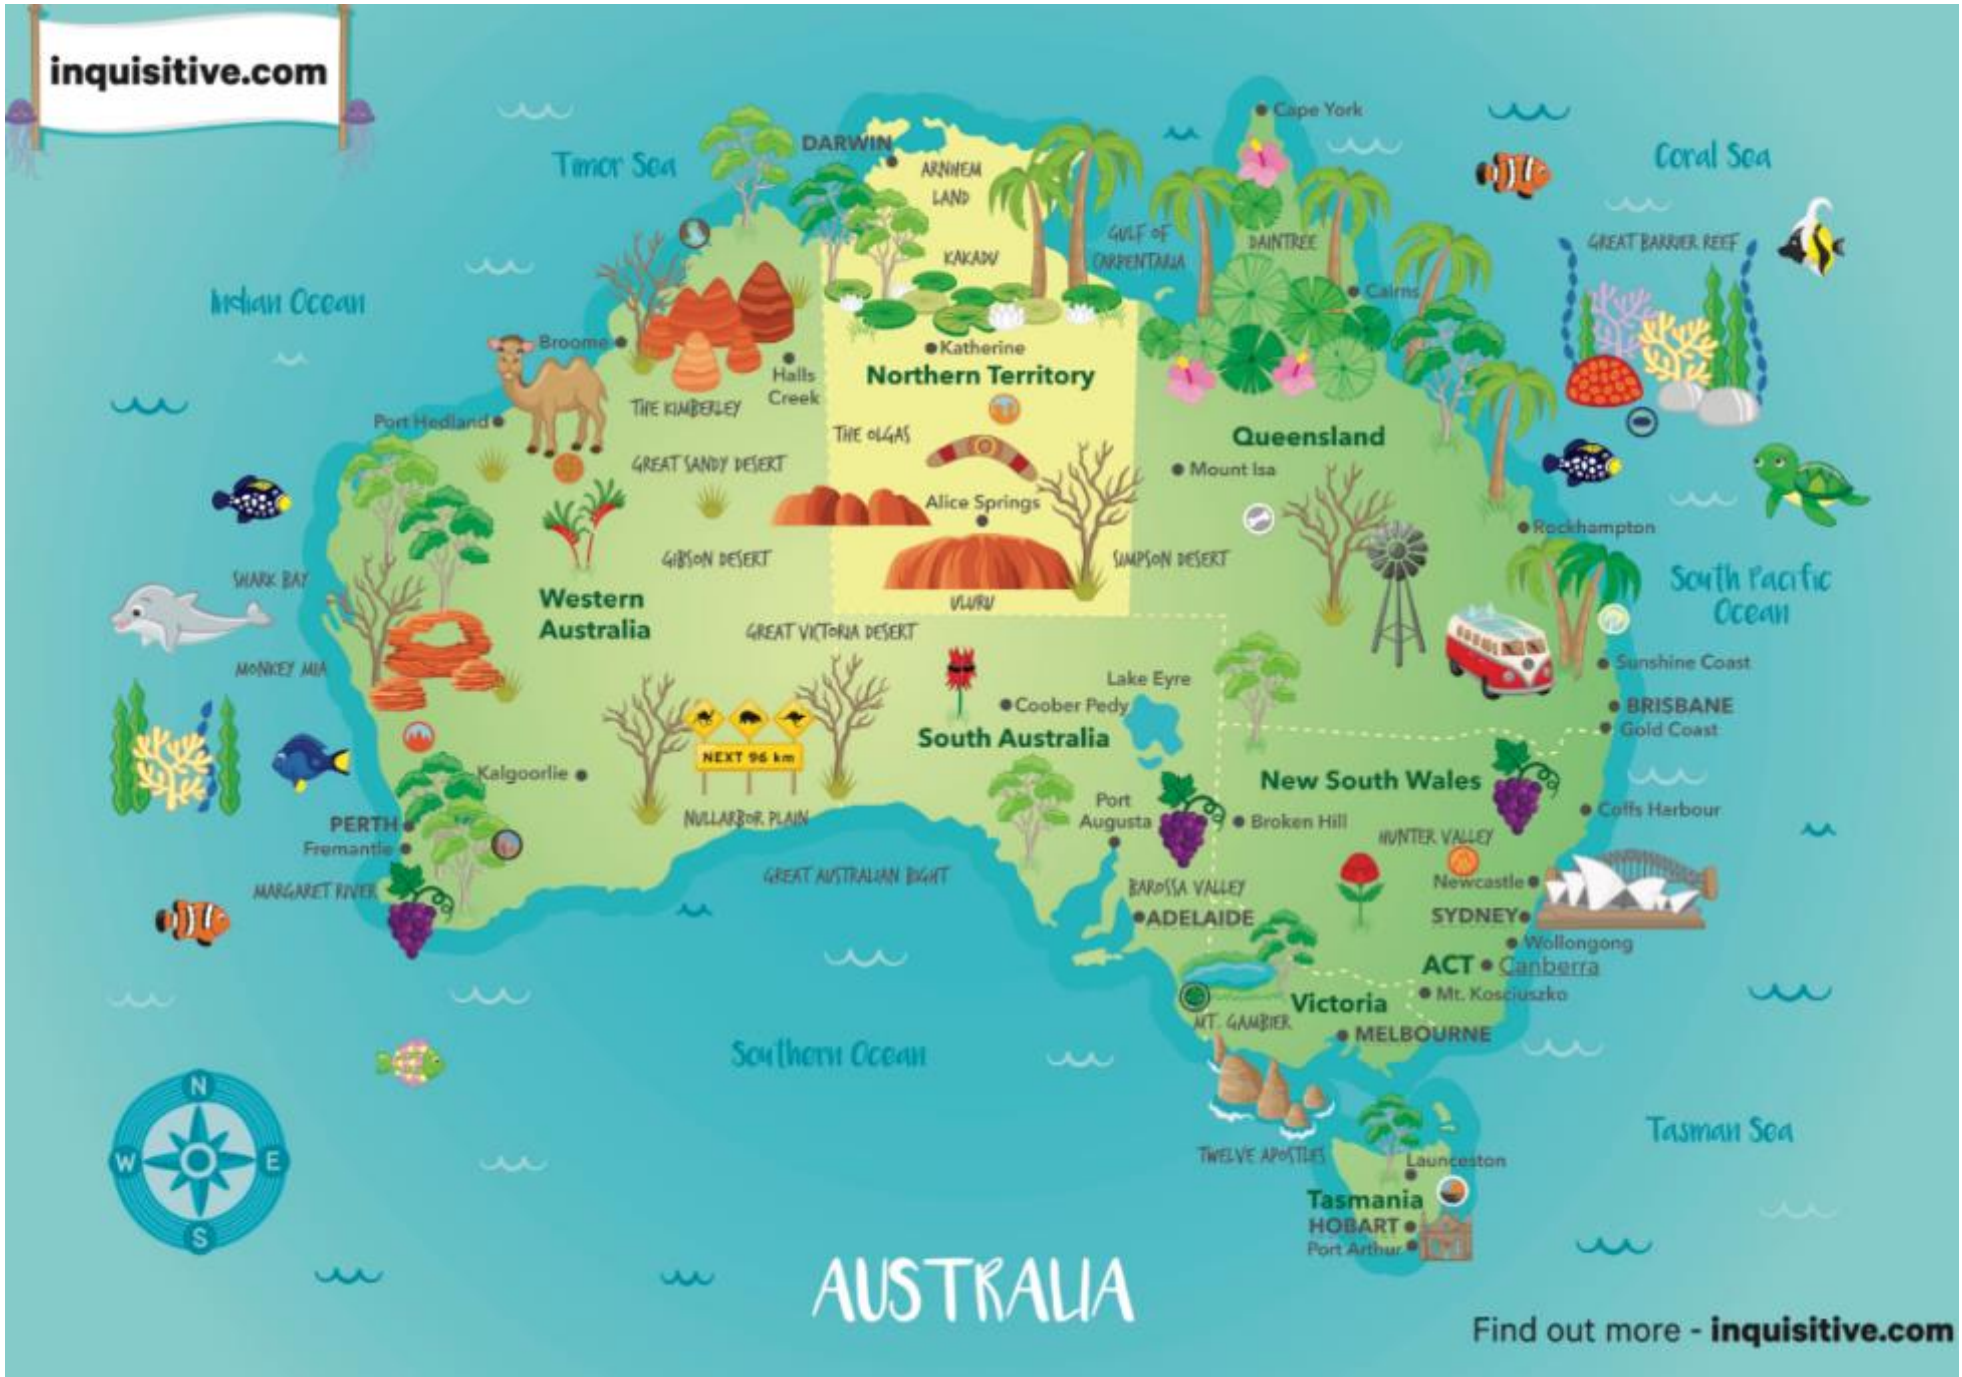 inquisitive.com
Cape York
Timor Sea
DARWIN
ARNHEM
LAND
Coral Sea
GULF OF
CARPENTARIA
DAINTREE
GREAT BARRIER REEF
KAKADU
Indian Ocean
Cairns
Broome
Katherine
Halls
Creek
Northern Territory
THE KIMBERLEY
Port Hedland
THE OLGAS
Queensland
GREAT SANDY DESERT
Mount Isa
Alice Springs
Rockhampton
GIBSON DESERT
SIMPSON DESERT
SHARK BAY
South Pacific
Ocean
Western
Australia
ULURU
GREAT VICTORIA DESERT
MONKEY MIA
Sunshine Coast
Lake Eyre
Coober Pedy
BRISBANE
Gold Coast
South Australia
NEXT 96 km
Kalgoorlie
New South Wales
Port
Augusta
Broken Hill
Coffs Harbour
NULLARBOR PLAIN
PERTH
Fremantle
HUNTER VALLEY
GREAT AUSTRALIAN BIGHT
MARGARET RIVER
BAROSSA VALLEY
Newcastle
ADELAIDE
SYDNEY
Wollongong
ACT
Canberra
Mt. Kosciuszko
Victoria
MT. GAMBIER
MELBOURNE
Southern Ocean
N
W
E
S
TWELVE APOSTLES
Tasman Sea
Launceston
Tasmania
HOBART
Port Arthur
AUSTRALIA
Find out more - inquisitive.com